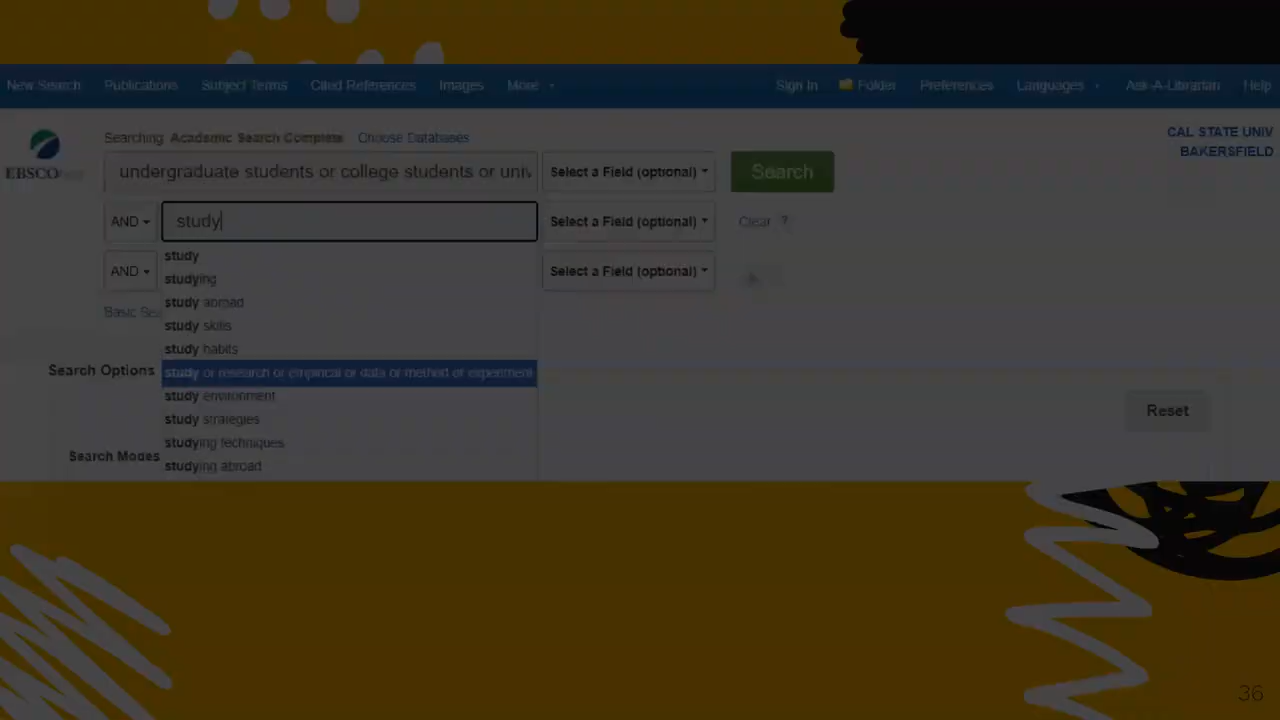 New Search Publications Subject Terms Cited References Images More Sign In Folder Preferences Languages Ask-A-Librarian Help
Searching: Academic Search Complete Choose Databases
CAL STATE UNIV
BAKERSFIELD
EBSCO
undergraduate students or college students or univ
Select a Field (optional)
Search
AND
study
Select a Field (optional)
Clear ?
study
AND
studying
Select a Field (optional)
study abroad
Basic Sea
study skills
study habits
Search Options
study or research or empirical or data or method or experiment
study environment
Reset
study strategies
studying techniques
Search Modes
studying abroad
36